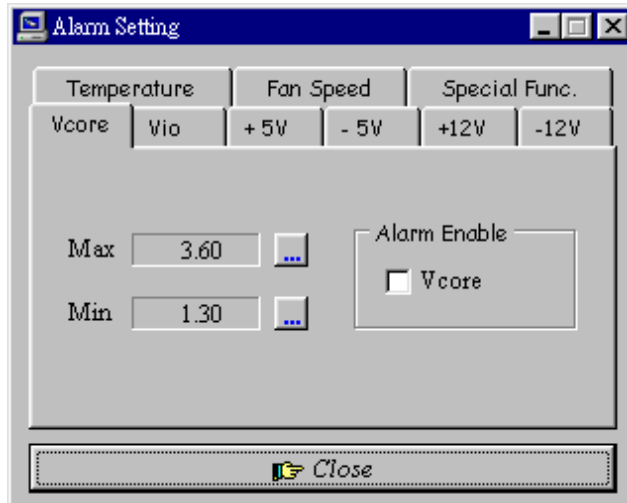 Alarm Setting
Temperature Fan Speed Special Func.
Vcore Vio + 5V - 5V +12V -12V
Alarm Enable
Max 3.60 ...
Vcore
Min 1.30 ...
Close